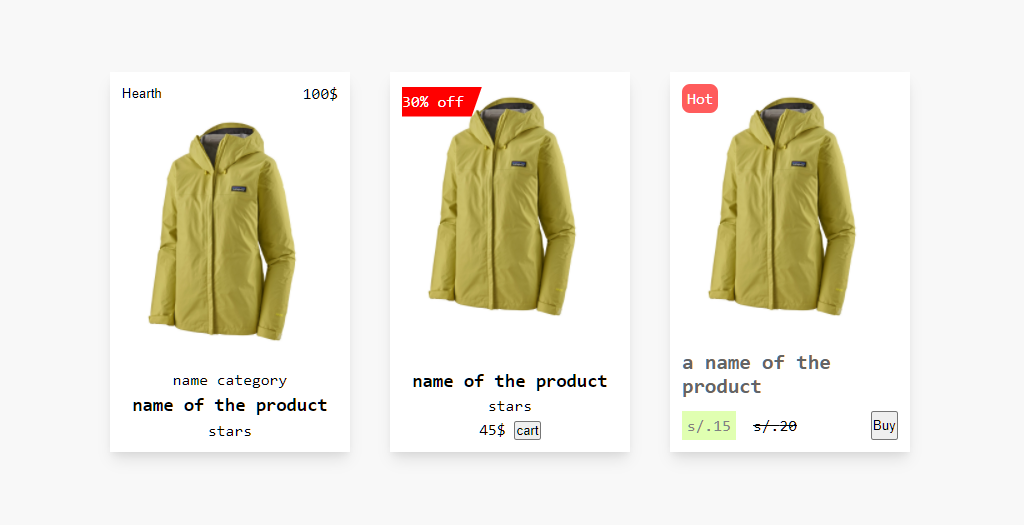 Hearth
100$
name category
name of the product
stars
30% off
name of the product
stars
45$ cart
Hot
a name of the
product
s/.15 s/.20 Buy